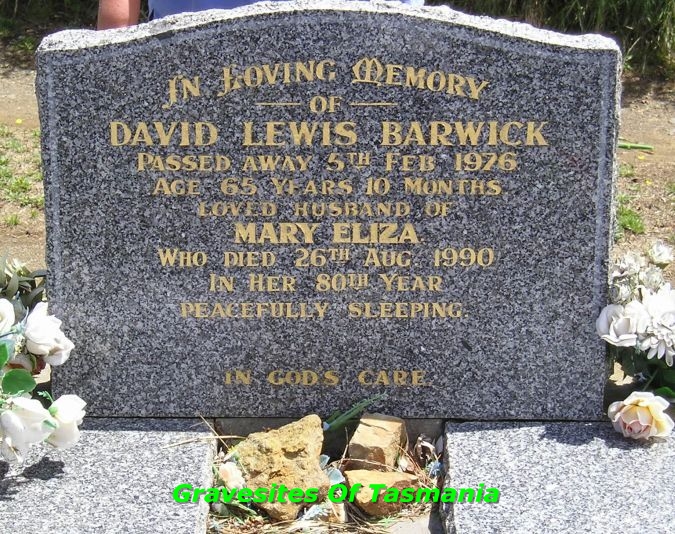 IN LOVING MEMORY
OF
DAVID LEWIS BARWICK
PASSED AWAY 5TH FEB 1976
AGE 65 YEARS 10 MONTHS
LOVED HUSBAND OF
MARY ELIZA.
WHO DIED 26TH AUG 1990
IN HER 80TH YEAR
PEACEFULLY SLEEPING.
IN GOD'S CARE.
Gravesites Of Tasmania